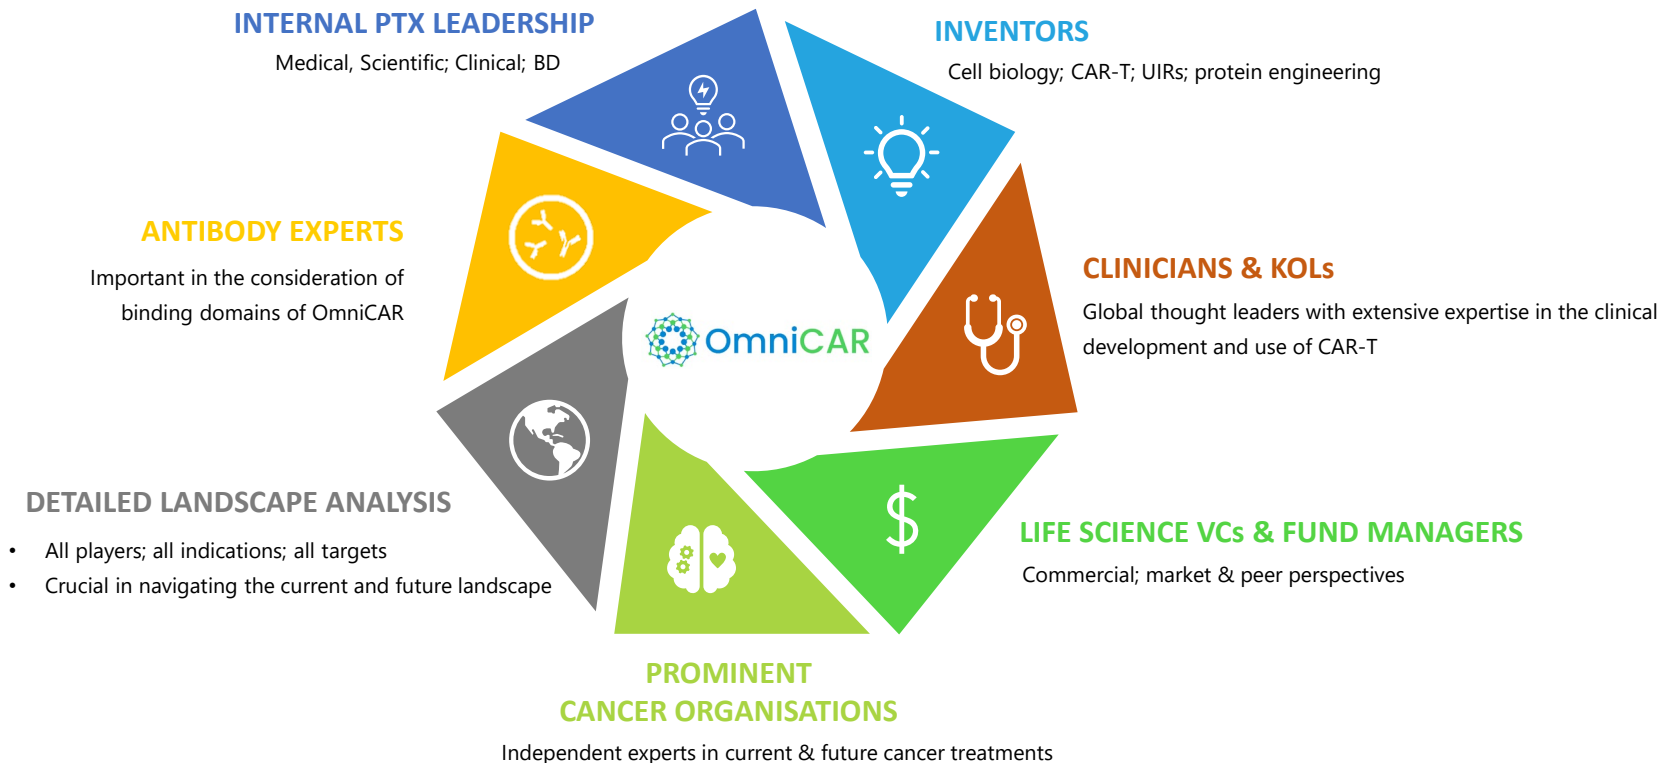 INTERNAL PTX LEADERSHIP
Medical, Scientific; Clinical; BD
INVENTORS
Cell biology; CAR-T; UIRs; protein engineering
ANTIBODY EXPERTS
Important in the consideration of
binding domains of OmniCAR
CLINICIANS & KOLs
Global thought leaders with extensive expertise in the clinical
development and use of CAR-T
OmniCAR
DETAILED LANDSCAPE ANALYSIS
• All players; all indications; all targets
• Crucial in navigating the current and future landscape
$
LIFE SCIENCE VCs & FUND MANAGERS
Commercial; market & peer perspectives
PROMINENT
CANCER ORGANISATIONS
Independent experts in current & future cancer treatments